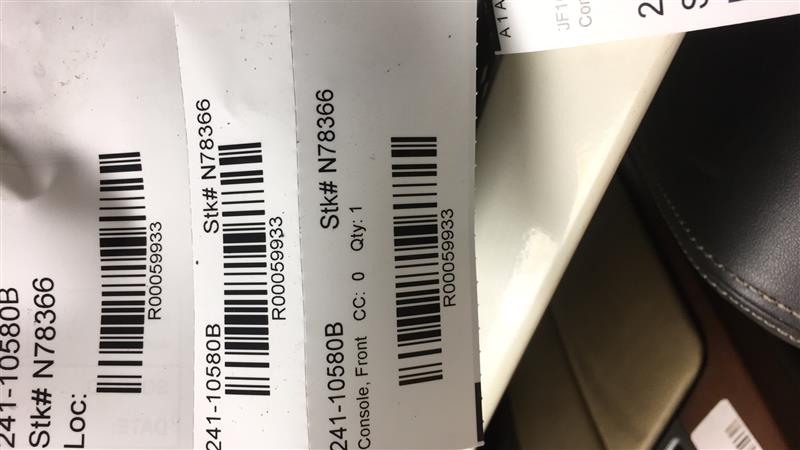 241-10580B
Stk# N78366
Loc:
R00059933
241-10580B Stk# N78366
R00059933
241-10580B Stk# N78366
Console, Front CC: 0 Qty: 1
R00059933